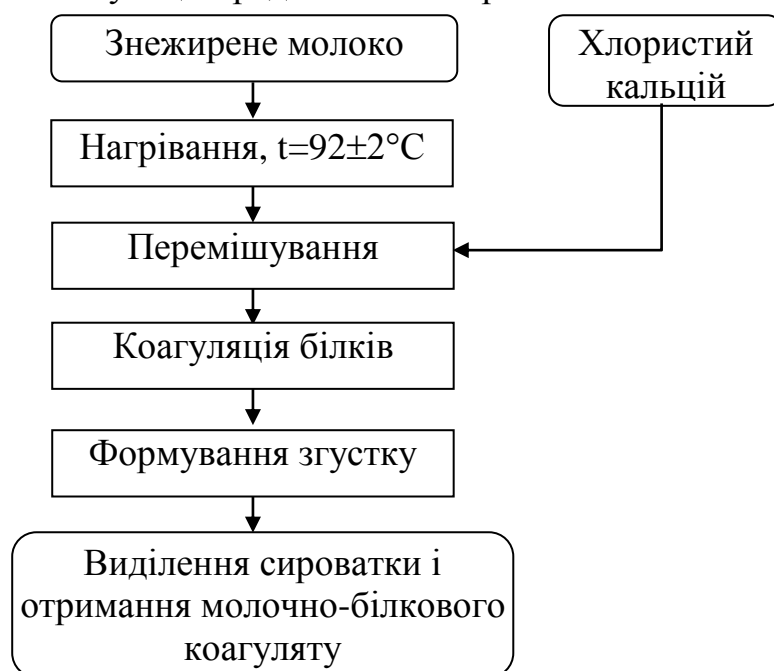 Знежирене молоко
Хлористий
кальцій
Нагрівання, t=92±2°C
Перемішування
Коагуляція білків
Формування згустку
Виділення сироватки і
отримання молочно-білкового
коагуляту